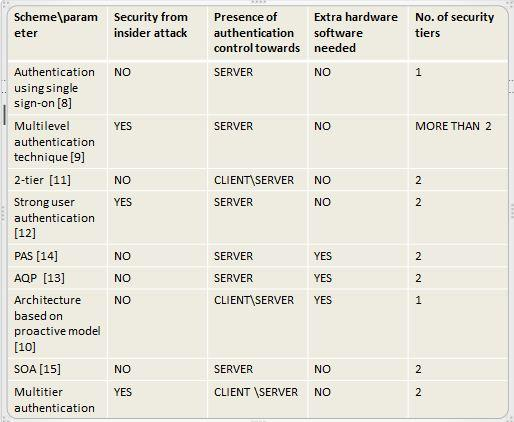 Scheme\param Security from Presence of Extra hardware No. of security
eter insider attack authentication software tiers
control towards needed
Authentication NO SERVER NO 1
using single
sign-on [8]
Multilevel YES SERVER NO MORE THAN 2
authentication
technique [9]
2-tier [11] NO CLIENT\SERVER NO 2
Strong user YES SERVER NO 2
authentication
[12]
PAS [14] NO SERVER YES 2
AQP [13] NO SERVER YES 2
Architecture NO CLIENT\SERVER YES 1
based on
proactive model
[10]
SOA [15] NO SERVER NO 2
Multitier YES CLIENT \SERVER NO 2
authentication